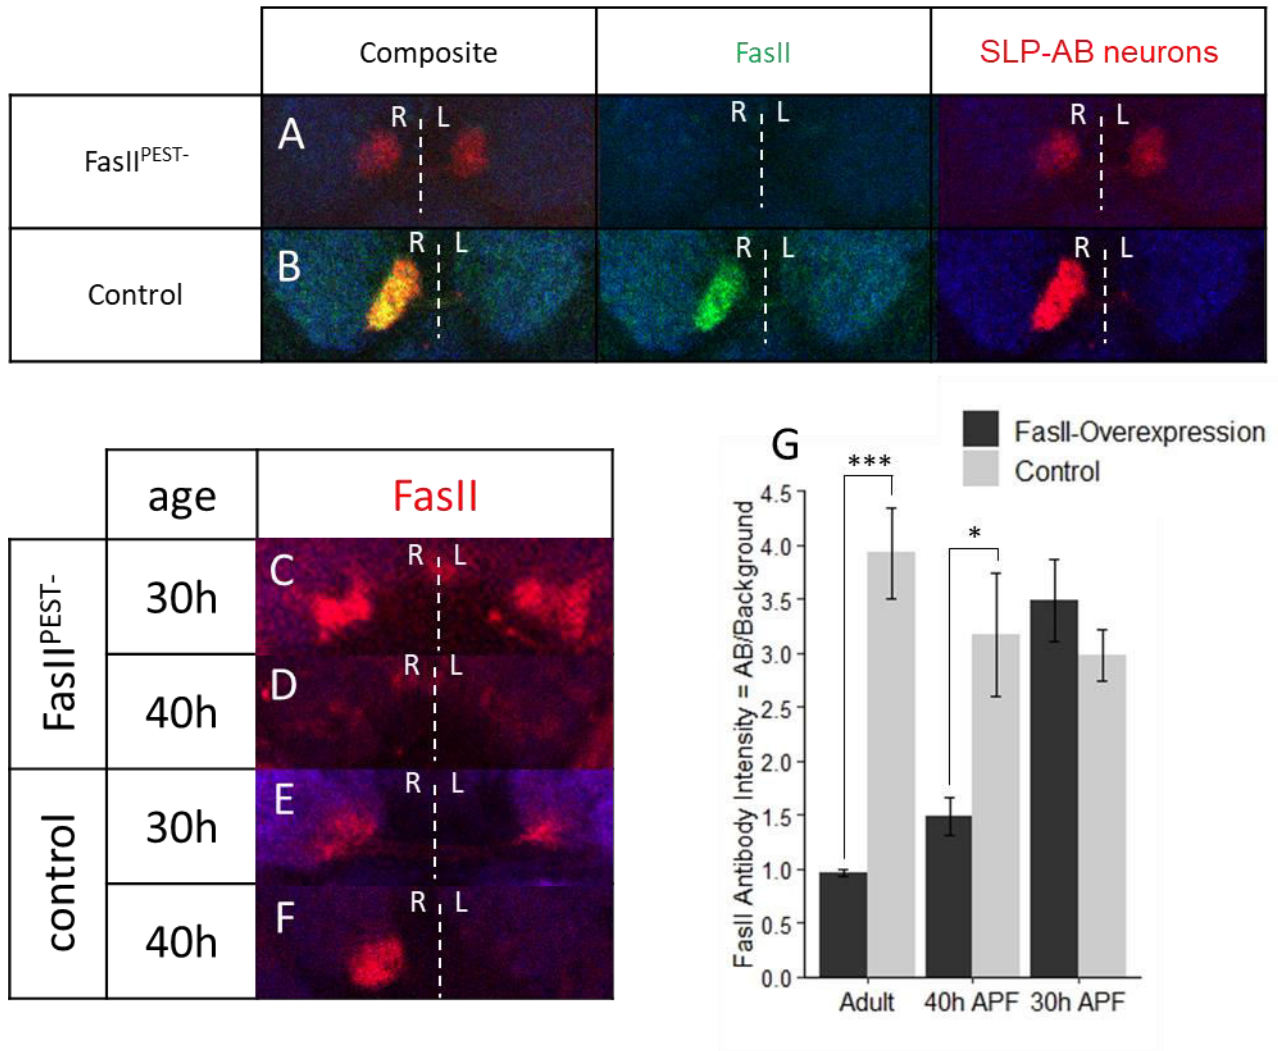 Composite
FasII
SLP-AB neurons
FasII^PEST-
A
R L
R L
R L
Control
B
R L
R L
R L
age
FasII
FasII^PEST-
30h
C
R L
40h
D
R L
control
30h
E
R L
40h
F
R L
G
FasII-Overexpression
Control
***
*
FasII Antibody Intensity = AB/Background
4.5
4.0
3.5
3.0
2.5
2.0
1.5
1.0
0.5
0.0
Adult
40h APF
30h APF